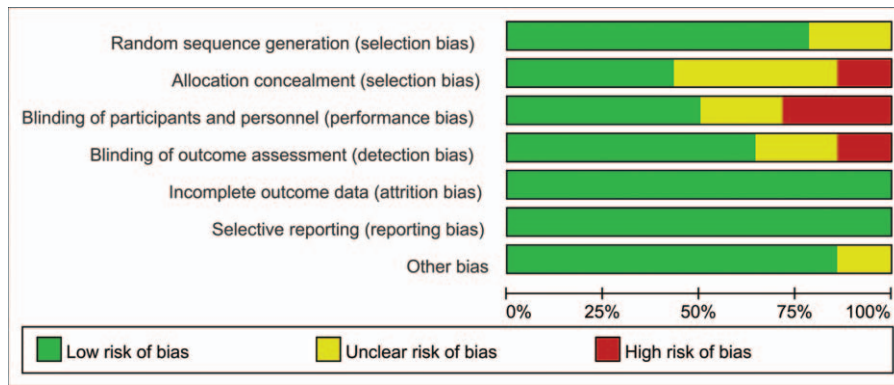 Random sequence generation (selection bias)
Allocation concealment (selection bias)
Blinding of participants and personnel (performance bias)
Blinding of outcome assessment (detection bias)
Incomplete outcome data (attrition bias)
Selective reporting (reporting bias)
Other bias
0% 25% 50% 75% 100%
Low risk of bias Unclear risk of bias High risk of bias